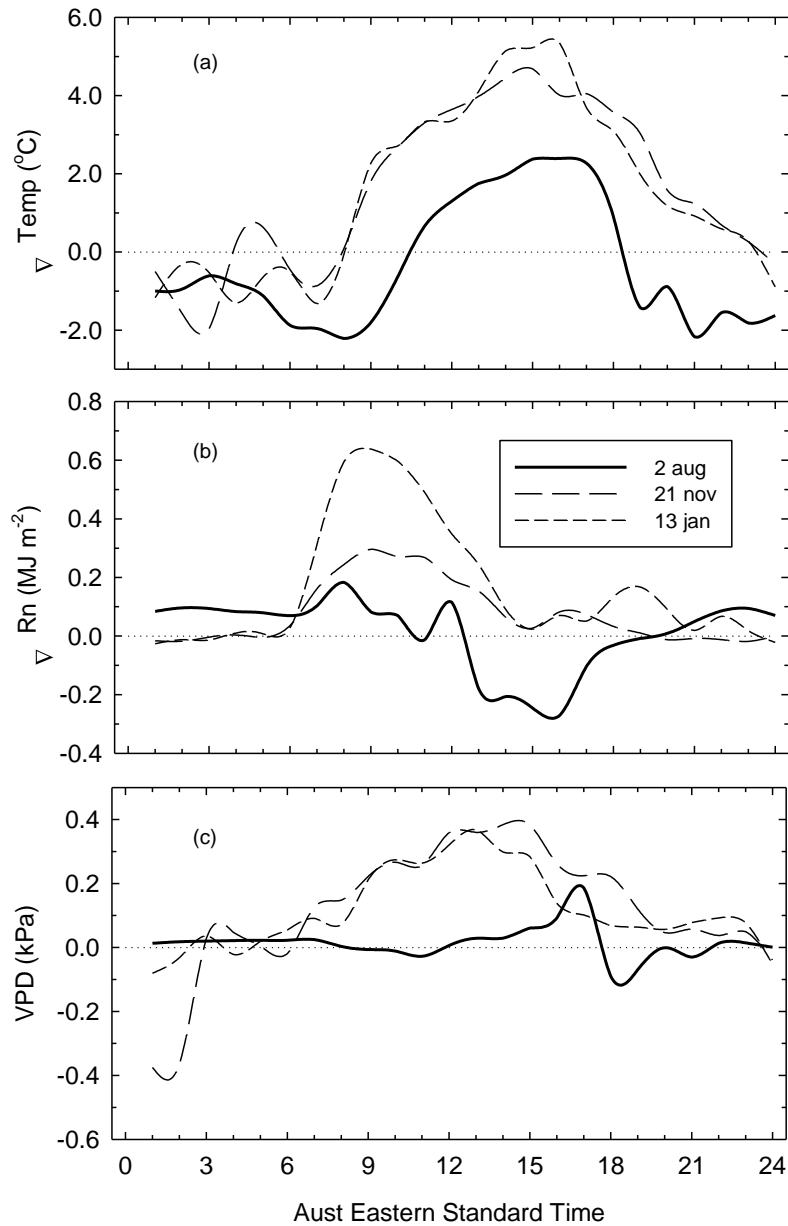 6.0
4.0
2.0
0.0
-2.0
∇ Temp (°C)
(a)
0.8
0.6
0.4
0.2
0.0
-0.2
-0.4
∇ Rn (MJ m⁻²)
(b)
2 aug
21 nov
13 jan
0.4
0.2
0.0
-0.2
-0.4
-0.6
VPD (kPa)
(c)
0 3 6 9 12 15 18 21 24
Aust Eastern Standard Time